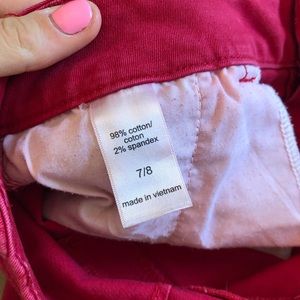 98% cotton/
coton
2% spandex
7/8
made in vietnam